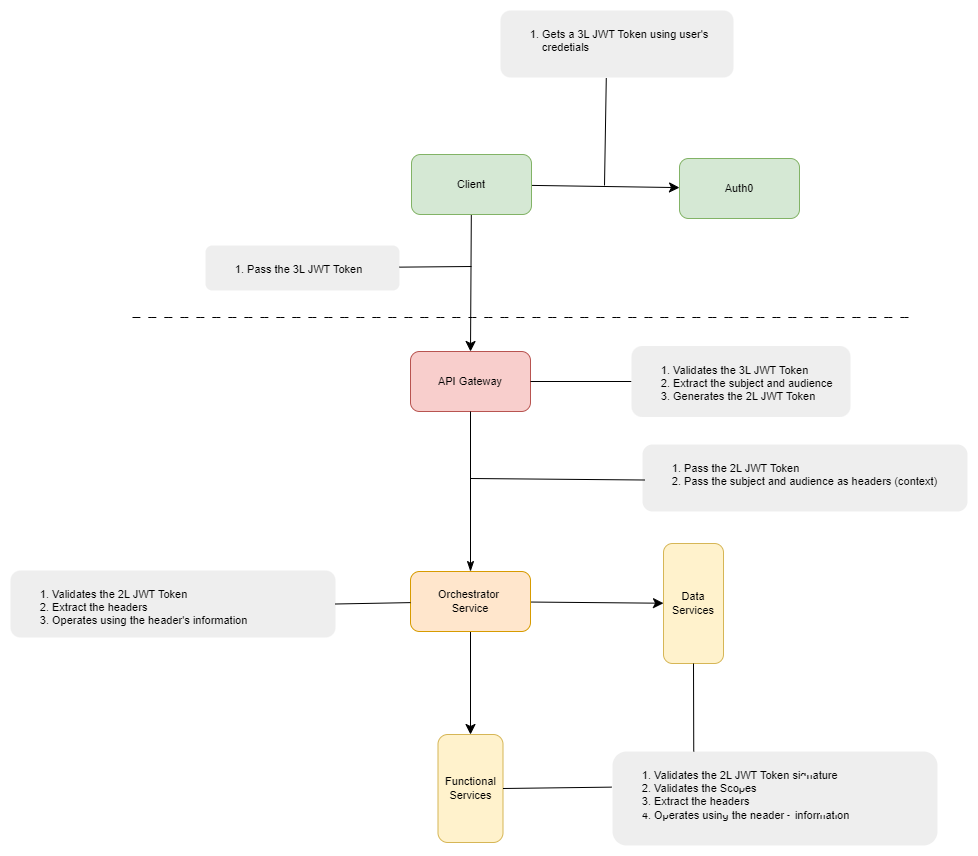 1. Gets a 3L JWT Token using user's
credetials
Client
Auth0
1. Pass the 3L JWT Token
API Gateway
1. Validates the 3L JWT Token
2. Extract the subject and audience
3. Generates the 2L JWT Token
1. Pass the 2L JWT Token
2. Pass the subject and audience as headers (context)
1. Validates the 2L JWT Token
2. Extract the headers
3. Operates using the header's information
Orchestrator
Service
Data
Services
Functional
Services
1. Validates the 2L JWT Token signature
2. Validates the Scopes
3. Extract the headers
4. Operates using the information